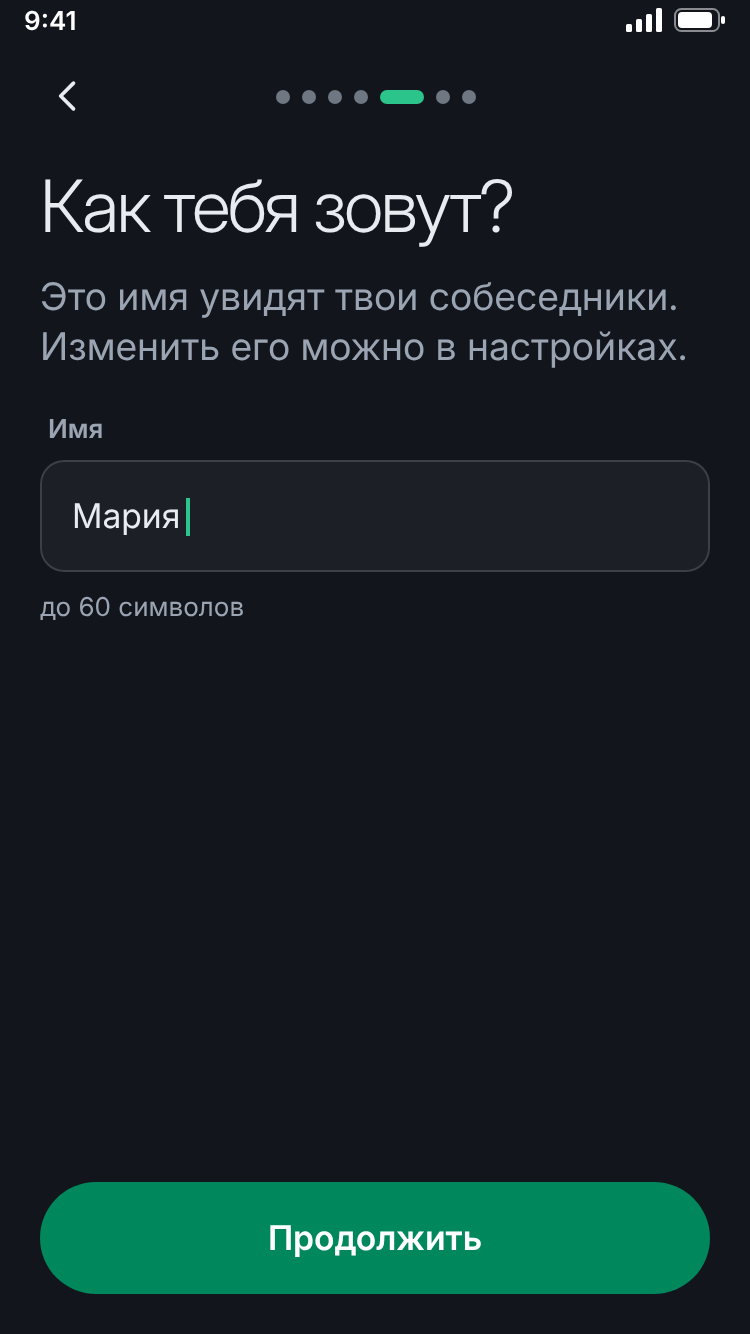 9:41
Как тебя зовут?
Это имя увидят твои собеседники.
Изменить его можно в настройках.
Имя
Мария
до 60 символов
Продолжить